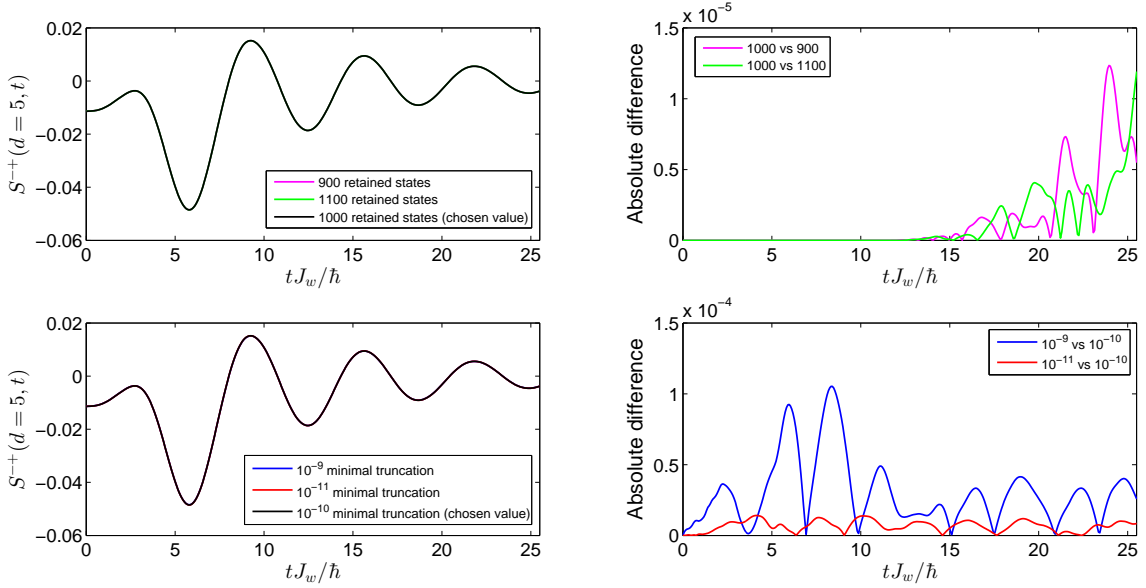 0.02
0
−0.02
−0.04
−0.06
S⁻⁺(d = 5, t)
900 retained states
1100 retained states
1000 retained states (chosen value)
0 5 10 15 20 25
tJ_w/ħ
x 10⁻⁵
1.5
1
0.5
0
Absolute difference
1000 vs 900
1000 vs 1100
0 5 10 15 20 25
tJ_w/ħ
0.02
0
−0.02
−0.04
−0.06
S⁻⁺(d = 5, t)
10⁻⁹ minimal truncation
10⁻¹¹ minimal truncation
10⁻¹⁰ minimal truncation (chosen value)
0 5 10 15 20 25
tJ_w/ħ
x 10⁻⁴
1.5
1
0.5
0
Absolute difference
10⁻⁹ vs 10⁻¹⁰
10⁻¹¹ vs 10⁻¹⁰
0 5 10 15 20 25
tJ_w/ħ